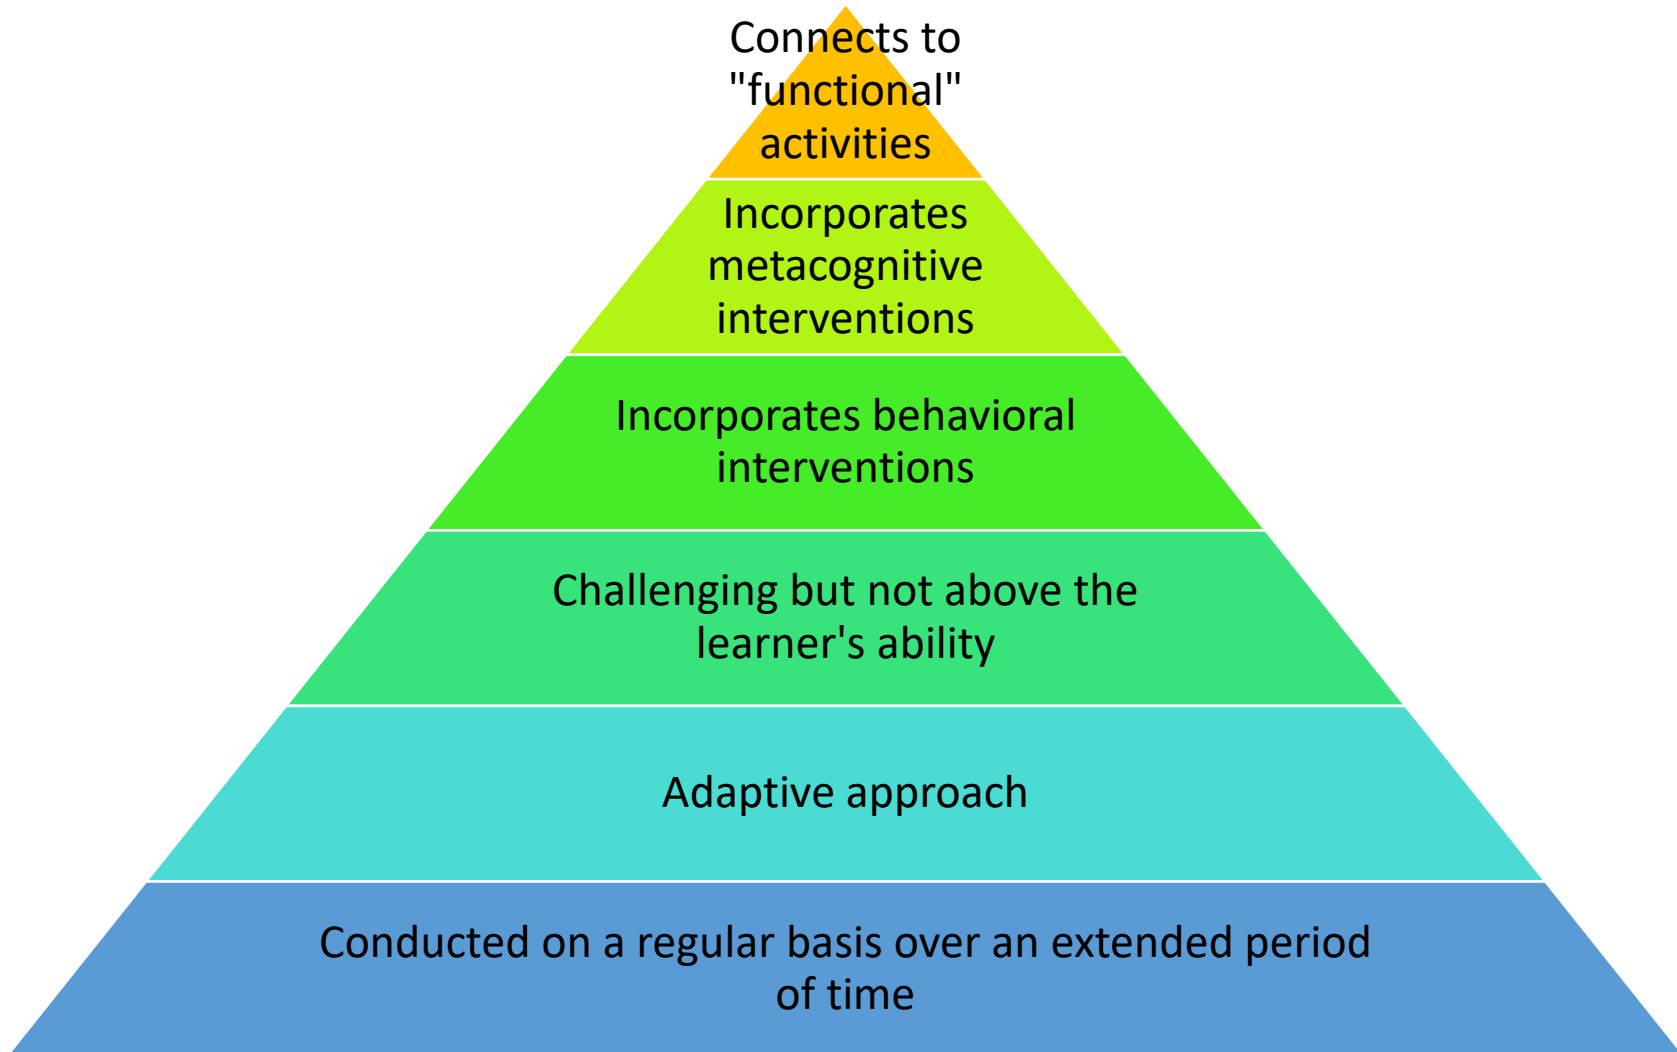 Connects to
"functional"
activities
Incorporates
metacognitive
interventions
Incorporates behavioral
interventions
Challenging but not above the
learner's ability
Adaptive approach
Conducted on a regular basis over an extended period
of time